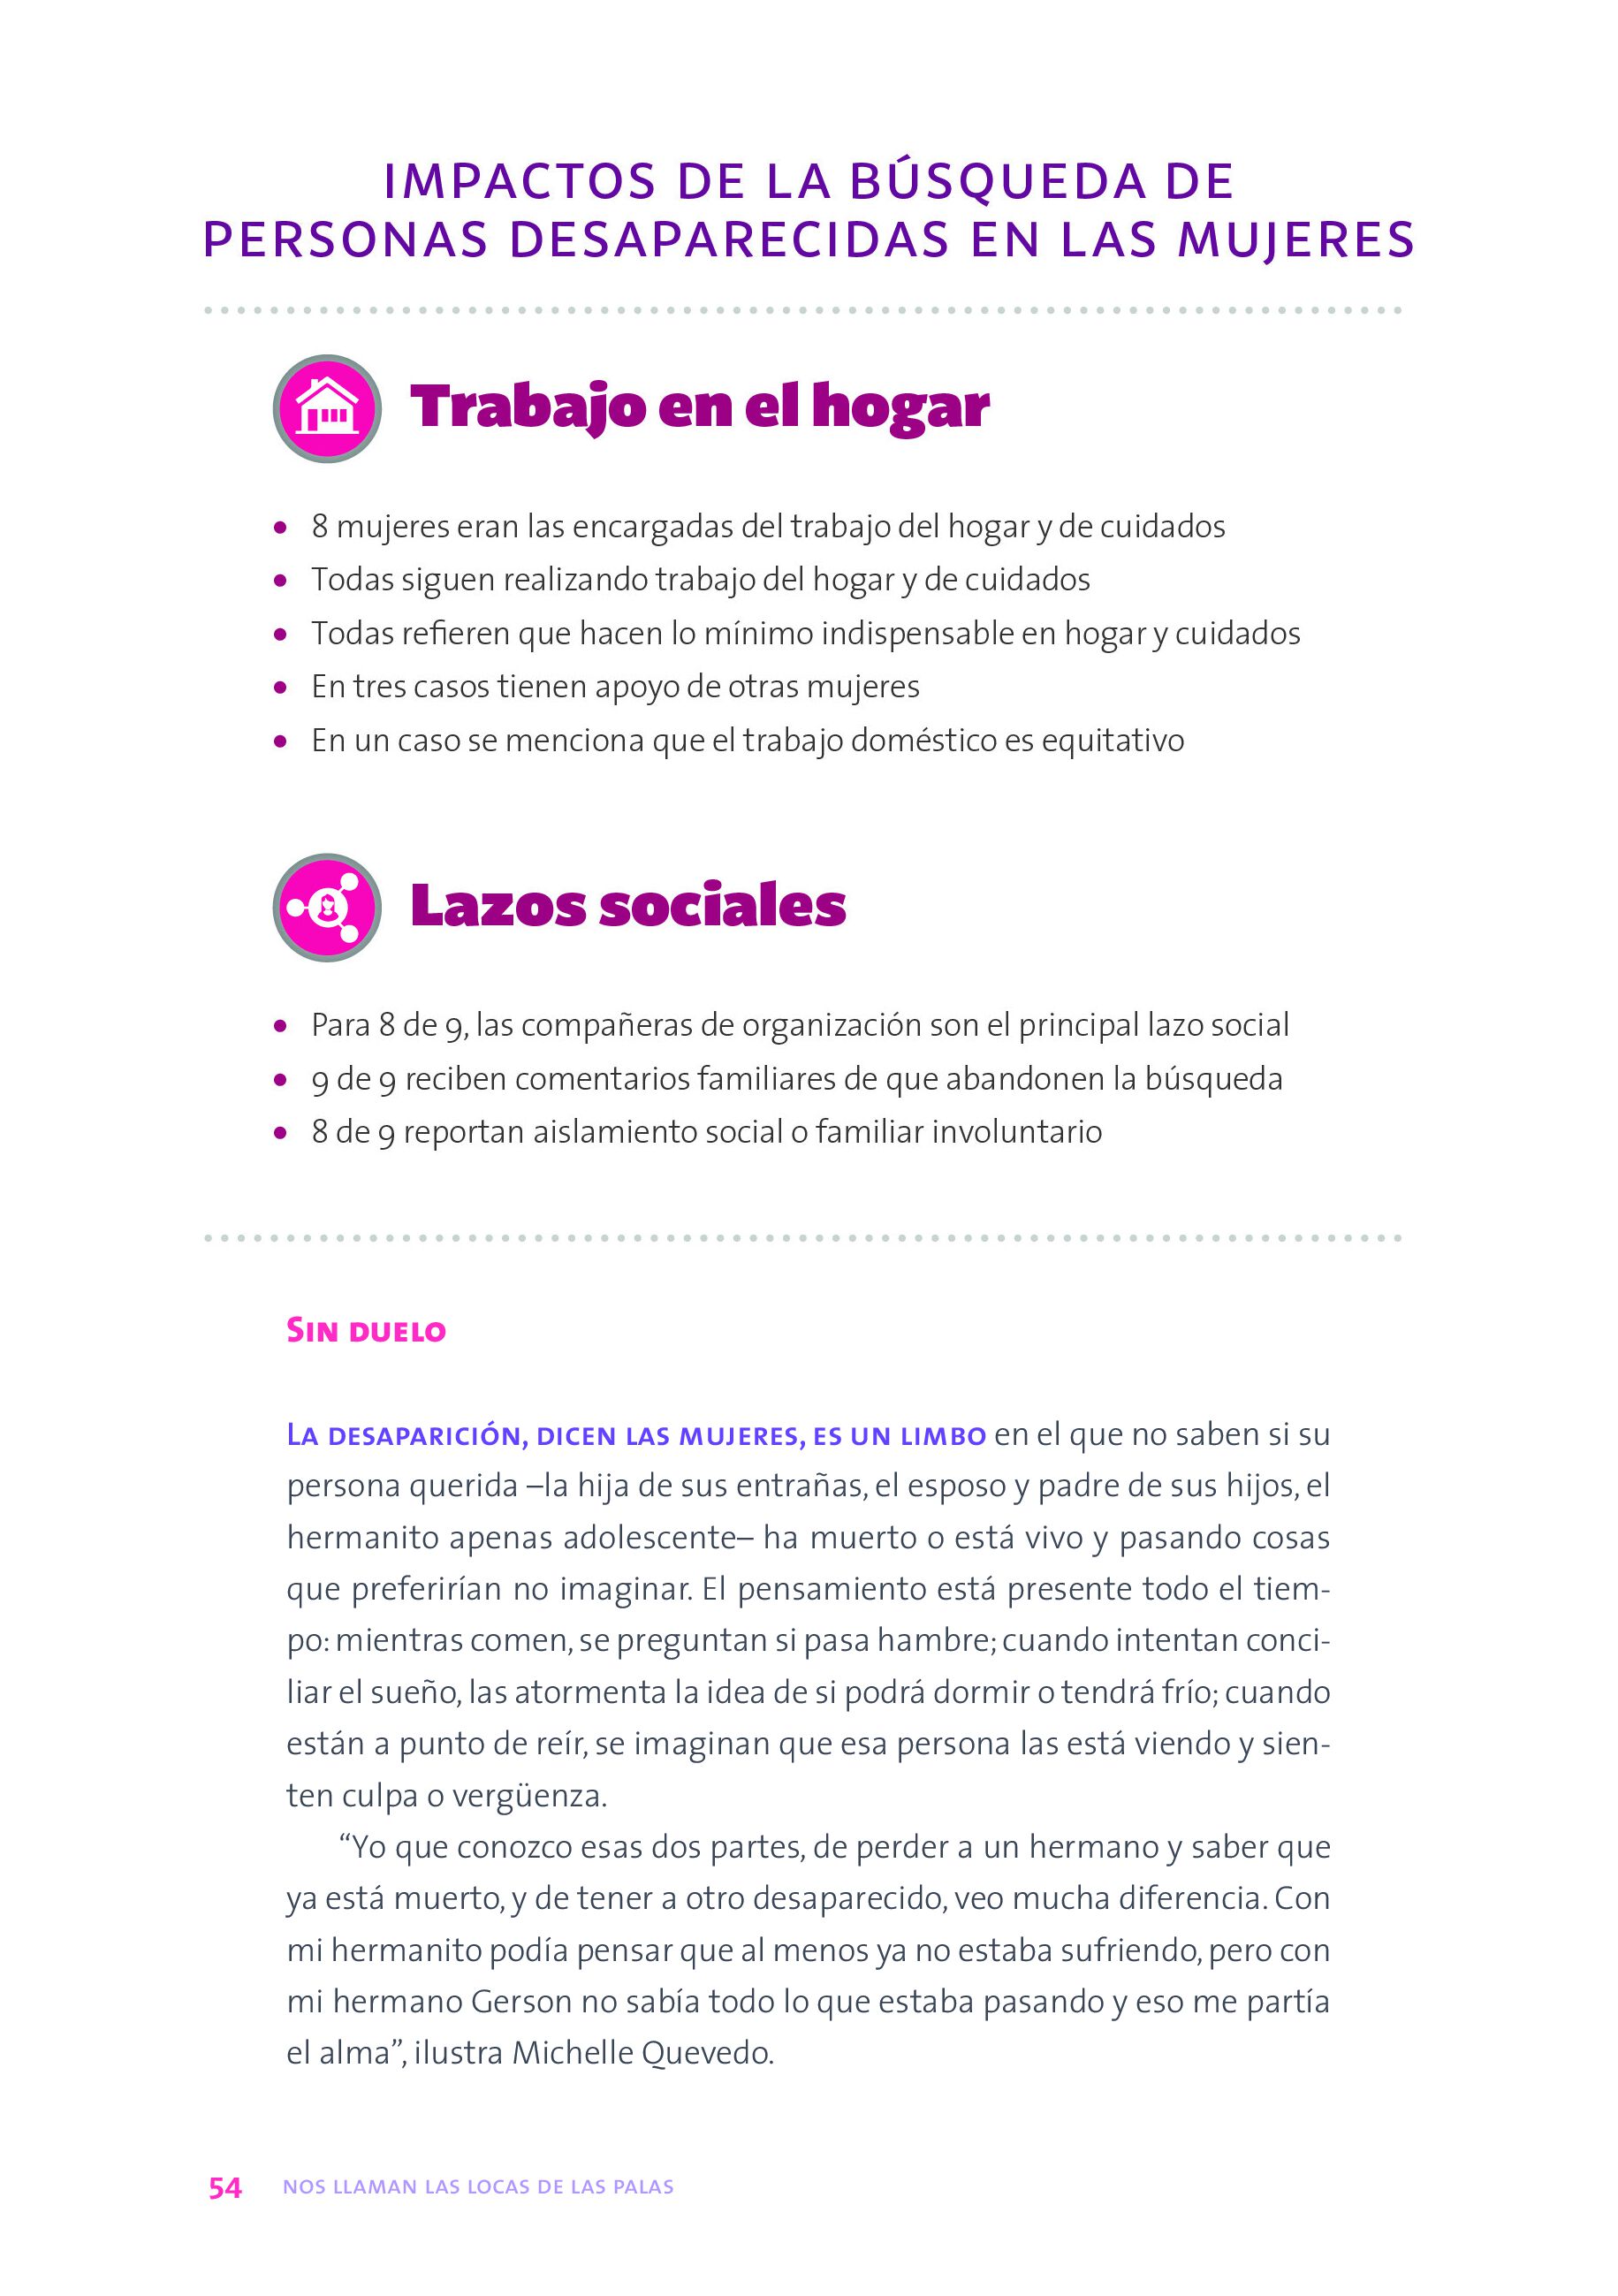 IMPACTOS DE LA BÚSQUEDA DE
PERSONAS DESAPARECIDAS EN LAS MUJERES
Trabajo en el hogar
• 8 mujeres eran las encargadas del trabajo del hogar y de cuidados
• Todas siguen realizando trabajo del hogar y de cuidados
• Todas refieren que hacen lo mínimo indispensable en hogar y cuidados
• En tres casos tienen apoyo de otras mujeres
• En un caso se menciona que el trabajo doméstico es equitativo
Lazos sociales
• Para 8 de 9, las compañeras de organización son el principal lazo social
• 9 de 9 reciben comentarios familiares de que abandonen la búsqueda
• 8 de 9 reportan aislamiento social o familiar involuntario
Sin duelo
La desaparición, dicen las mujeres, es un limbo en el que no saben si su
persona querida –la hija de sus entrañas, el esposo y padre de sus hijos, el
hermanito apenas adolescente– ha muerto o está vivo y pasando cosas
que preferirían no imaginar. El pensamiento está presente todo el tiem-
po: mientras comen, se preguntan si pasa hambre; cuando intentan conci-
liar el sueño, las atormenta la idea de si podrá dormir o tendrá frío; cuando
están a punto de reír, se imaginan que esa persona las está viendo y sien-
ten culpa o vergüenza.
“Yo que conozco esas dos partes, de perder a un hermano y saber que
ya está muerto, y de tener a otro desaparecido, veo mucha diferencia. Con
mi hermanito podía pensar que al menos ya no estaba sufriendo, pero con
mi hermano Gerson no sabía todo lo que estaba pasando y eso me partía
el alma”, ilustra Michelle Quevedo.
54 NOS LLAMAN LAS LOCAS DE LAS PALAS